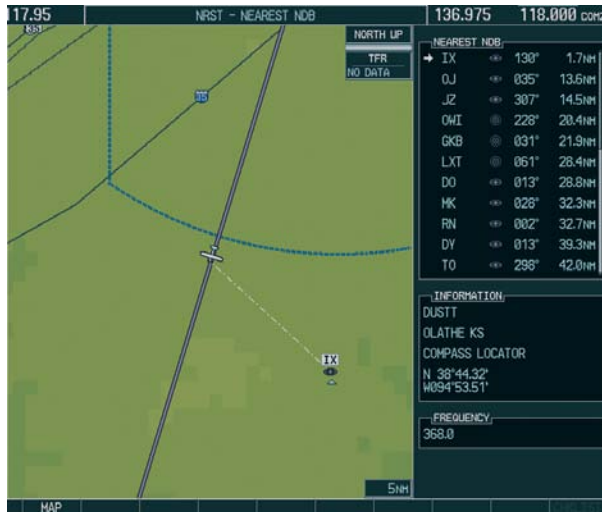 117.95 NRST - NEAREST NDB 136.975 118.000 COM2
35
NORTH UP
TFR
NO DATA
35
IX
5NM
NEAREST NDB
IX 130° 1.7NM
OJ 035° 13.6NM
JZ 307° 14.5NM
OWI 228° 20.4NM
GKB 031° 21.9NM
LXT 061° 28.4NM
DO 013° 28.8NM
MK 028° 32.3NM
RN 002° 32.7NM
DY 013° 39.3NM
TO 298° 42.0NM
INFORMATION
DUSTT
OLATHE KS
COMPASS LOCATOR
N 38°44.32'
W094°53.51'
FREQUENCY
368.0
MAP